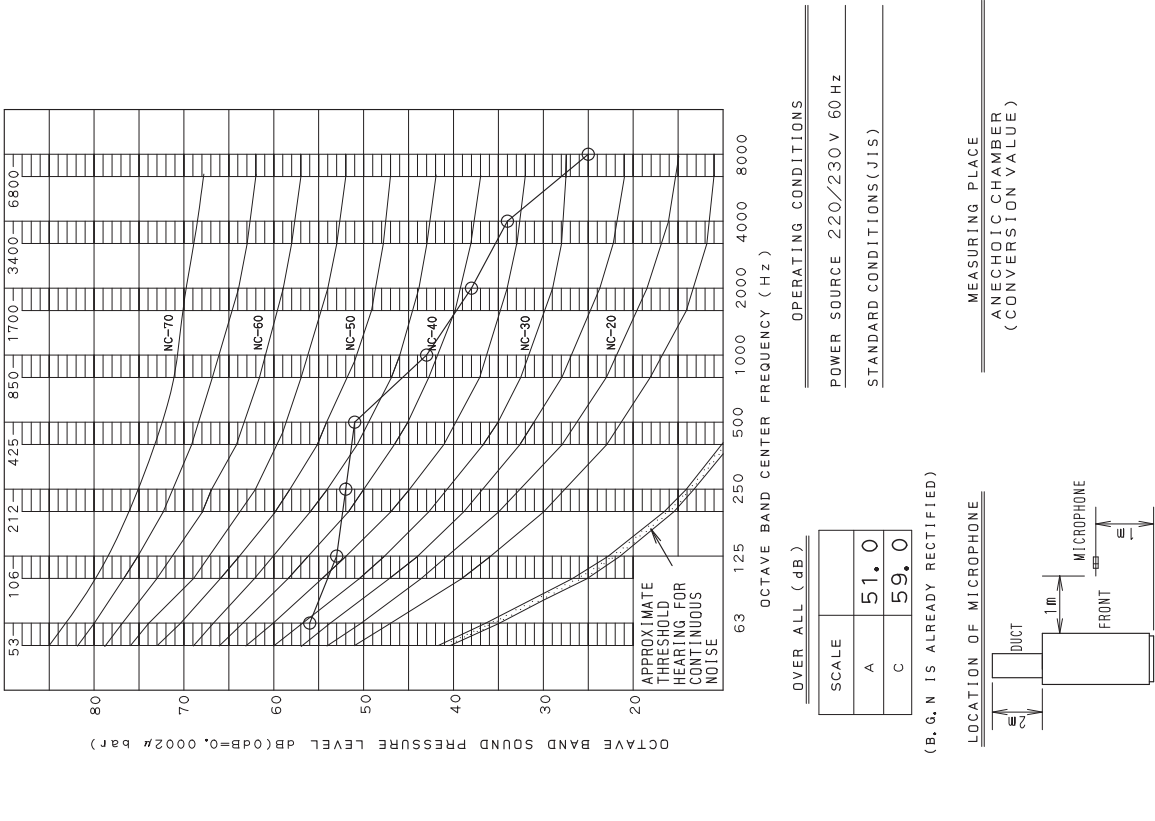 53 106 212 425 850 1700 3400 6800
80
70
60
50
40
30
20
NC-70
NC-60
NC-50
NC-40
NC-30
NC-20
APPROXIMATE
THRESHOLD
HEARING FOR
CONTINUOUS
NOISE
63 125 250 500 1000 2000 4000 8000
OCTAVE BAND CENTER FREQUENCY (Hz)
OCTAVE BAND SOUND PRESSURE LEVEL dB(0dB=0.0002μ bar)
OVER ALL (dB)
SCALE
A 51.0
C 59.0
(B.G.N IS ALREADY RECTIFIED)
OPERATING CONDITIONS
POWER SOURCE 220/230V 60Hz
STANDARD CONDITIONS(JIS)
LOCATION OF MICROPHONE
2m
DUCT
1m
FRONT
MICROPHONE
1m
MEASURING PLACE
ANECHOIC CHAMBER
(CONVERSION VALUE)